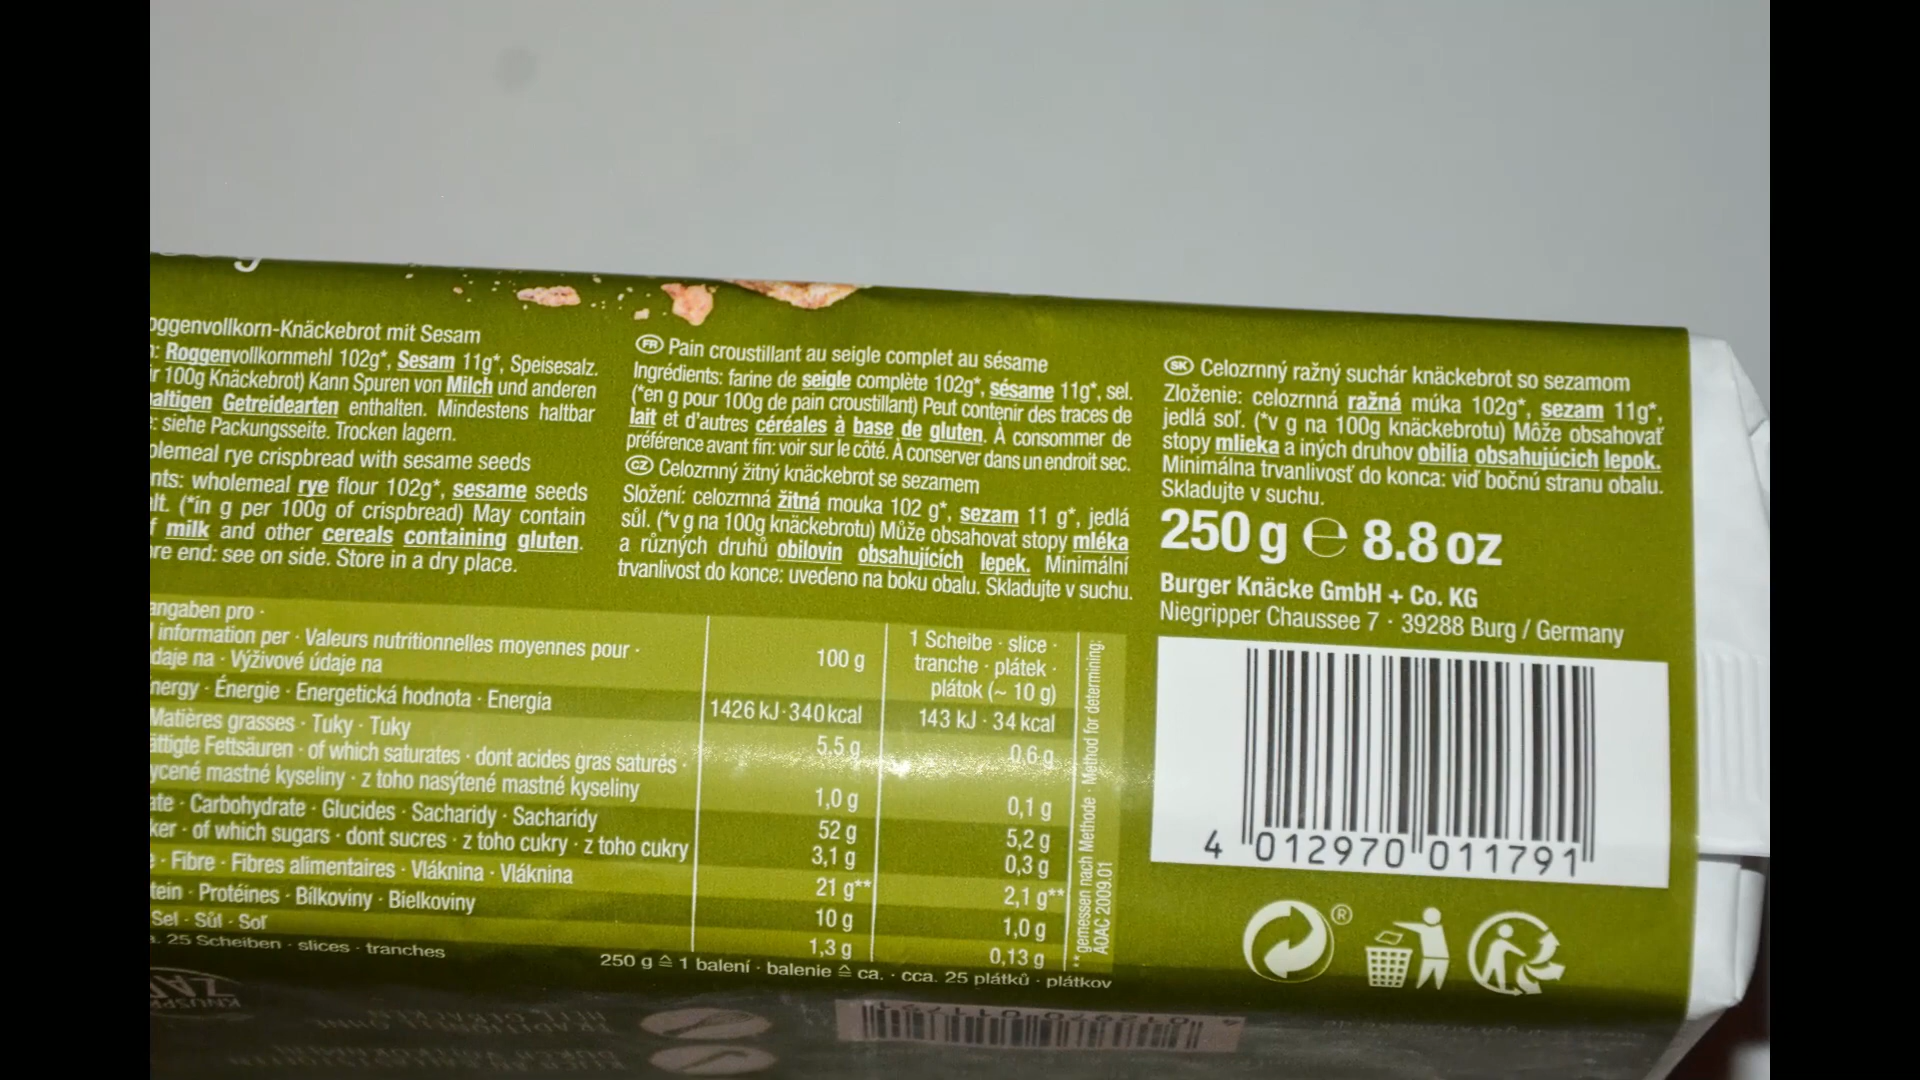 oggenvollkorn-Knäckebrot mit Sesam
: Roggenvollkornmehl 102g*, Sesam 11g*, Speisesalz.
r 100g Knäckebrot) Kann Spuren von Milch und anderen
altigen Getreidearten enthalten. Mindestens haltbar
: siehe Packungsseite. Trocken lagern.
olemeal rye crispbread with sesame seeds
nts: wholemeal rye flour 102g*, sesame seeds
lt. (*in g per 100g of crispbread) May contain
f milk and other cereals containing gluten.
re end: see on side. Store in a dry place.
FR Pain croustillant au seigle complet au sésame
Ingrédients: farine de seigle complète 102g*, sésame 11g*, sel.
(*en g pour 100g de pain croustillant) Peut contenir des traces de
lait et d'autres céréales à base de gluten. À consommer de
préférence avant fin: voir sur le côté. À conserver dans un endroit sec.
CZ Celozrnný žitný knäckebrot se sezamem
Složení: celozrnná žitná mouka 102 g*, sezam 11 g*, jedlá
sůl. (*v g na 100g knäckebrotu) Může obsahovat stopy mléka
a různých druhů obilovin obsahujících lepek. Minimální
trvanlivost do konce: uvedeno na boku obalu. Skladujte v suchu.
SK Celozrnný ražný suchár knäckebrot so sezamom
Zloženie: celozrnná ražná múka 102g*, sezam 11g*,
jedlá soľ. (*v g na 100g knäckebrotu) Môže obsahovať
stopy mlieka a iných druhov obilia obsahujúcich lepok.
Minimálna trvanlivosť do konca: viď bočnú stranu obalu.
Skladujte v suchu.
250 g e 8.8 oz
Burger Knäcke GmbH + Co. KG
Niegripper Chaussee 7 · 39288 Burg / Germany
4 012970 011791
angaben pro ·
information per · Valeurs nutritionnelles moyennes pour ·
daje na · Výživové údaje na
100 g
1 Scheibe · slice ·
tranche · plátek ·
plátok (~ 10 g)
nergy · Énergie · Energetická hodnota · Energia 1426 kJ · 340 kcal 143 kJ · 34 kcal
Matières grasses · Tuky · Tuky 5,5 g 0,6 g
ättigte Fettsäuren · of which saturates · dont acides gras saturés ·
ycené mastné kyseliny · z toho nasýtené mastné kyseliny 1,0 g 0,1 g
ate · Carbohydrate · Glucides · Sacharidy · Sacharidy 52 g 5,2 g
ker · of which sugars · dont sucres · z toho cukry · z toho cukry 3,1 g 0,3 g
e · Fibre · Fibres alimentaires · Vláknina · Vláknina 21 g** 2,1 g**
tein · Protéines · Bílkoviny · Bielkoviny 10 g 1,0 g
Sel · Sůl · Soľ 1,3 g 0,13 g
. 25 Scheiben · slices · tranches
250 g ≙ 1 balení · balenie ≙ ca. · cca. 25 plátků · plátkov
**gemessen nach Methode · Method for determining:
AOAC 2009.01
®